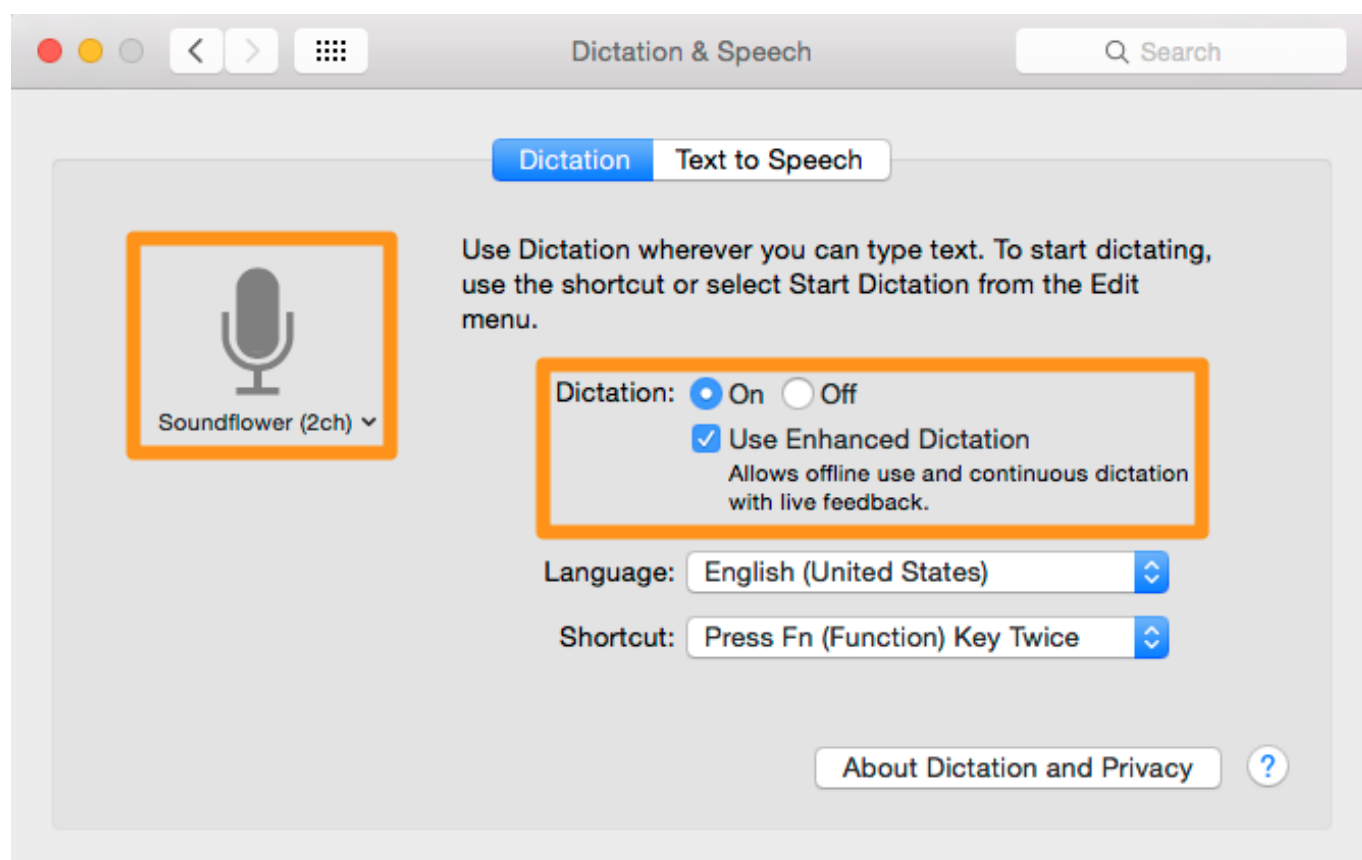 Dictation & Speech
Search
Dictation
Text to Speech
Use Dictation wherever you can type text. To start dictating,
use the shortcut or select Start Dictation from the Edit
menu.
Soundflower (2ch)
Dictation: On Off
Use Enhanced Dictation
Allows offline use and continuous dictation
with live feedback.
Language: English (United States)
Shortcut: Press Fn (Function) Key Twice
About Dictation and Privacy ?